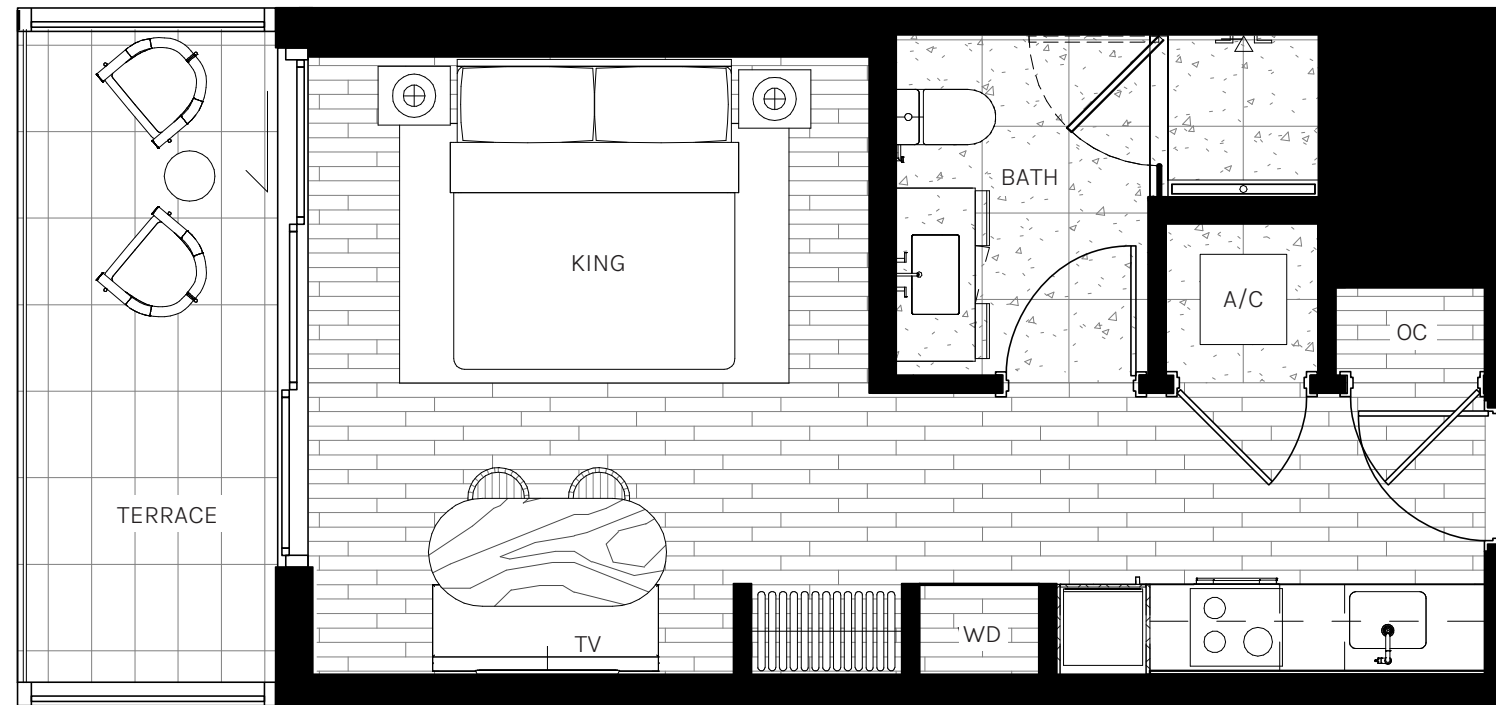 BATH
KING
A/C
OC
TERRACE
TV
WD